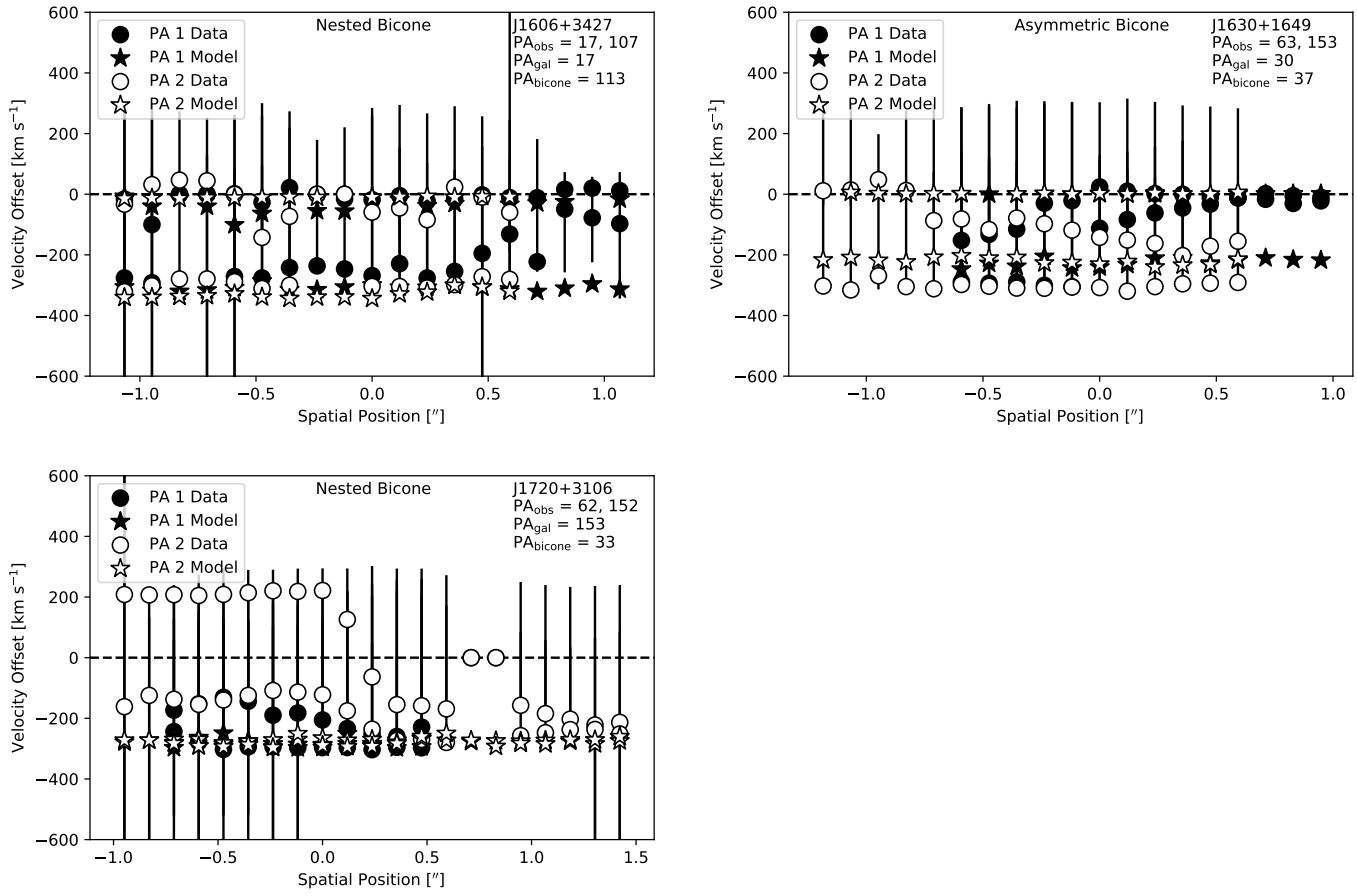 Nested Bicone
J1606+3427
PA 1 Data
PA 1 Model
PA 2 Data
PA 2 Model
PAobs = 17, 107
PAgal = 17
PAbicone = 113
600
400
200
0
−200
−400
−600
Velocity Offset [km s−1]
−1.0
−0.5
0.0
0.5
1.0
Spatial Position [″]
Asymmetric Bicone
J1630+1649
PA 1 Data
PA 1 Model
PA 2 Data
PA 2 Model
PAobs = 63, 153
PAgal = 30
PAbicone = 37
600
400
200
0
−200
−400
−600
Velocity Offset [km s−1]
−1.0
−0.5
0.0
0.5
1.0
Spatial Position [″]
Nested Bicone
J1720+3106
PA 1 Data
PA 1 Model
PA 2 Data
PA 2 Model
PAobs = 62, 152
PAgal = 153
PAbicone = 33
600
400
200
0
−200
−400
−600
Velocity Offset [km s−1]
−1.0
−0.5
0.0
0.5
1.0
1.5
Spatial Position [″]